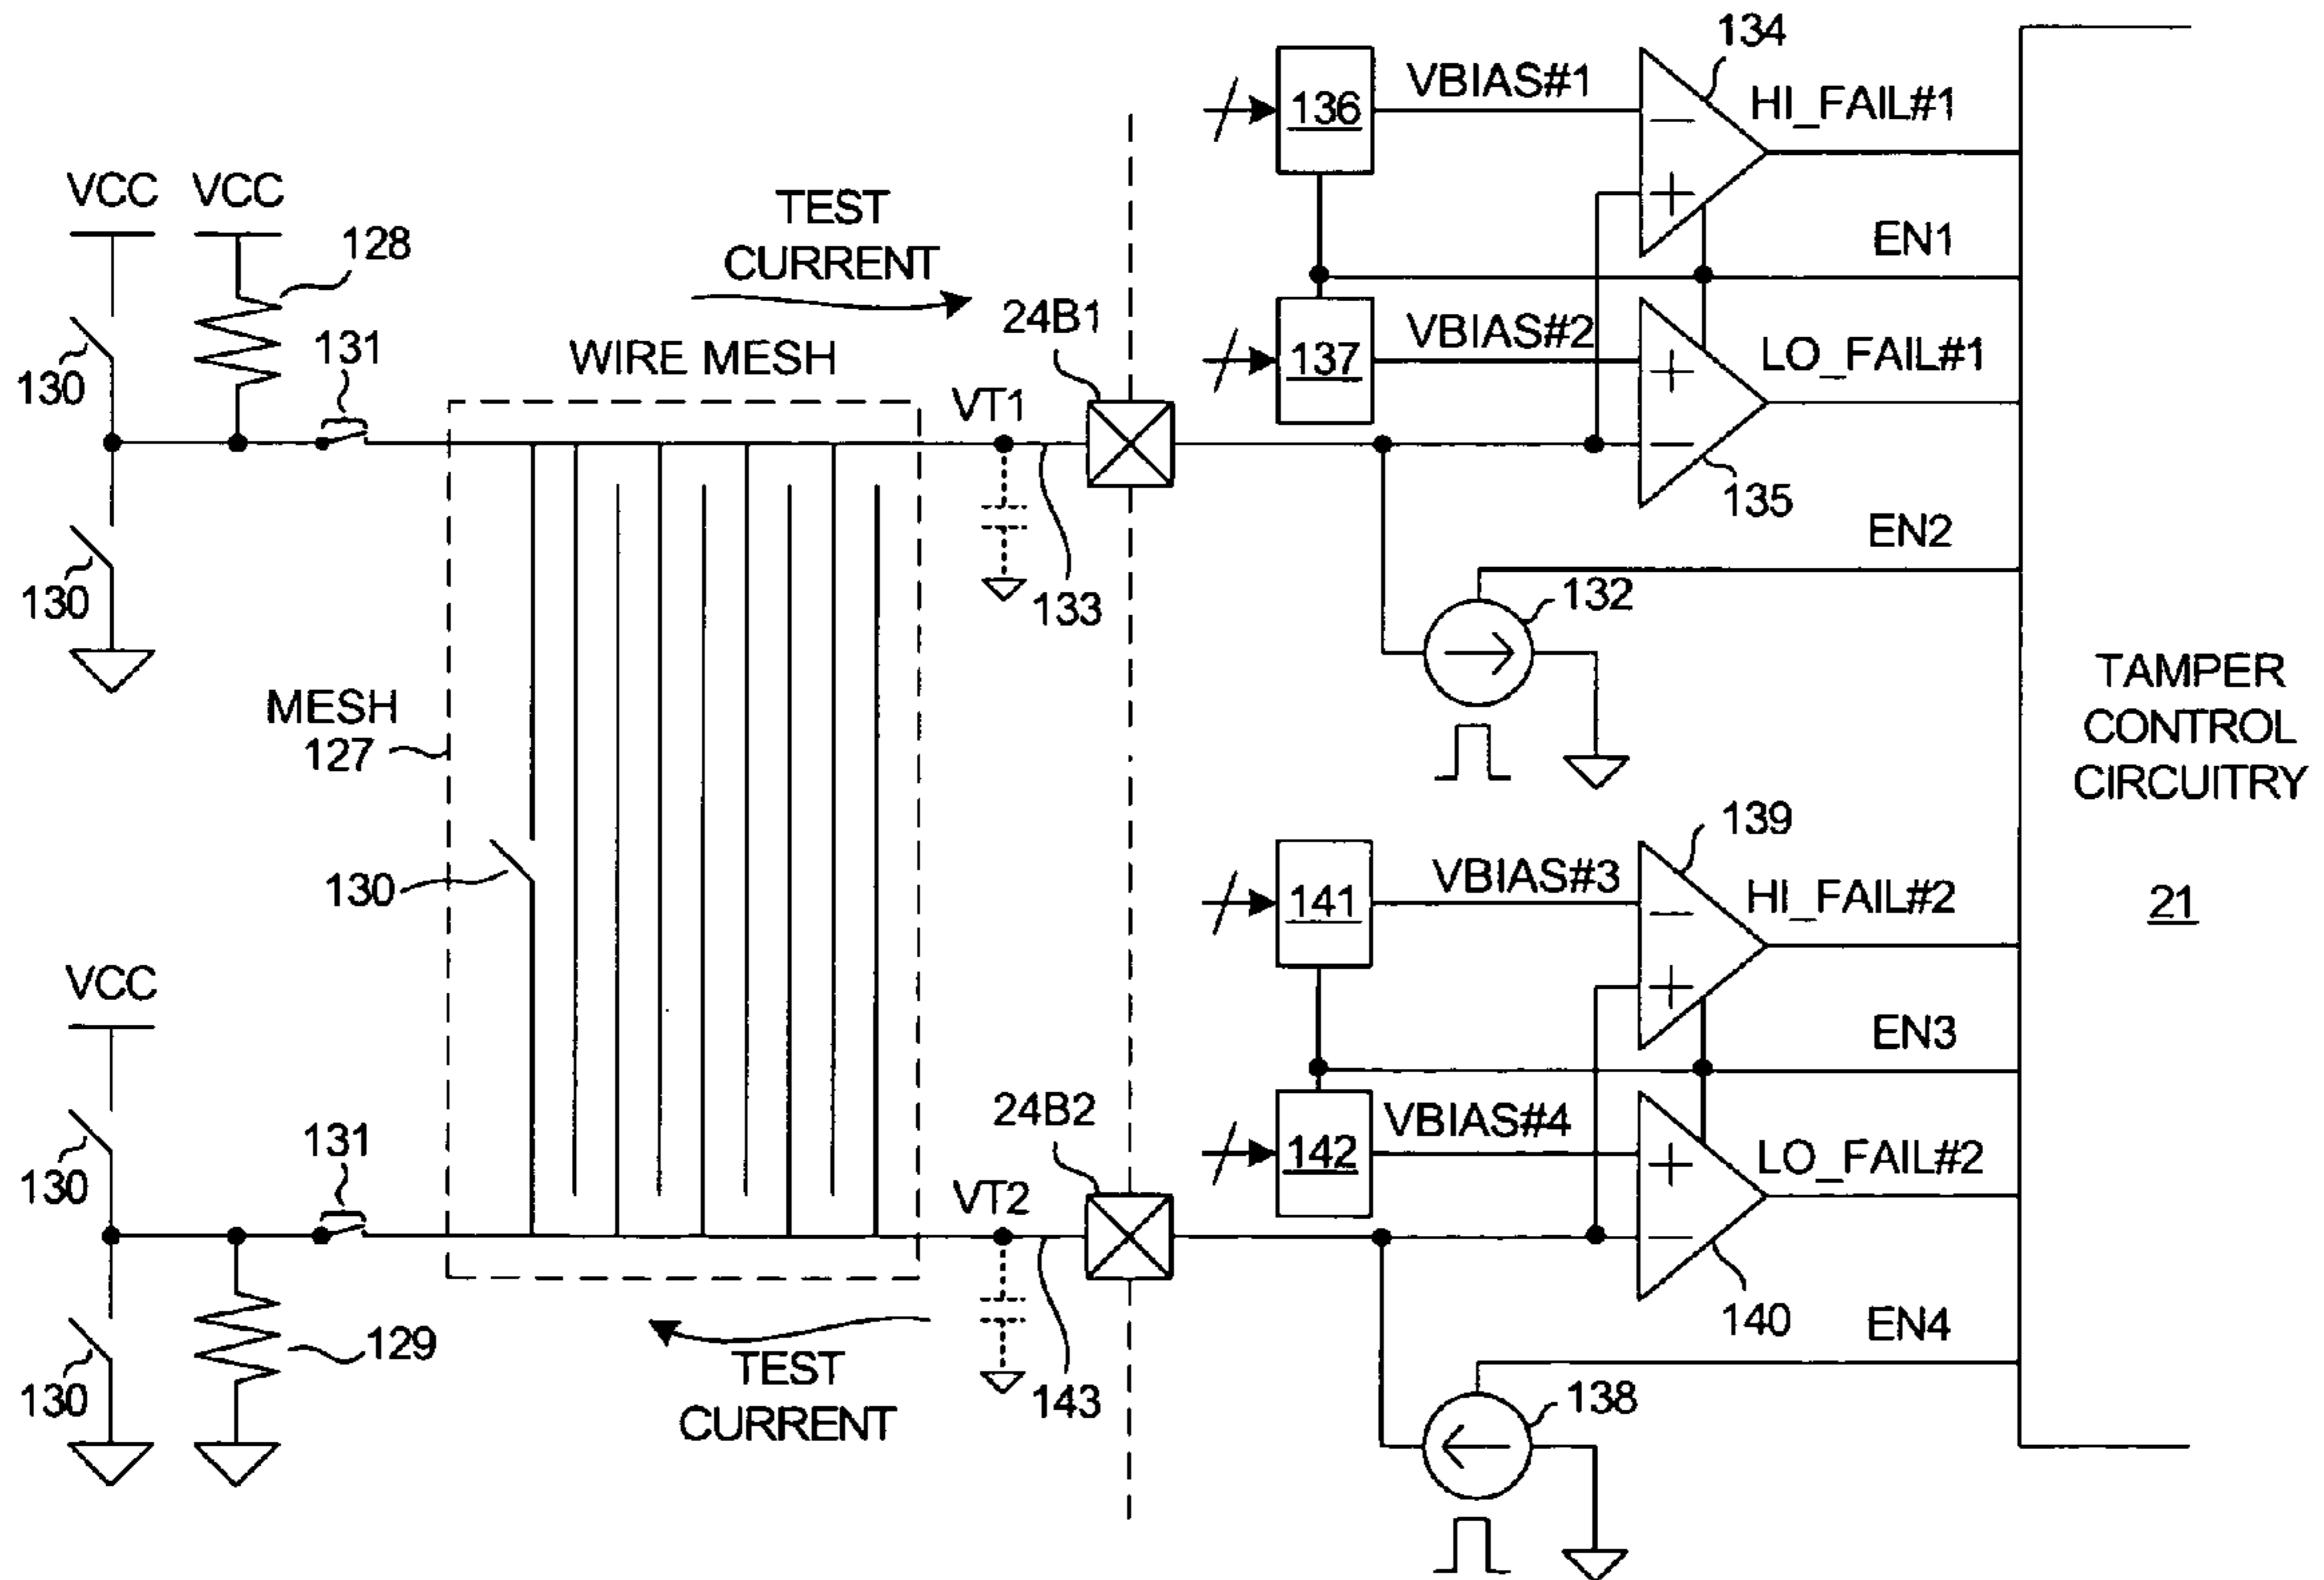 134
VBIAS#1
136
HI_FAIL#1
VCC
VCC
128
TEST
CURRENT
EN1
24B1
VBIAS#2
137
LO_FAIL#1
130
131
WIRE MESH
VT1
135
EN2
130
133
132
MESH
127
TAMPER
CONTROL
CIRCUITRY
21
139
130
VBIAS#3
141
HI_FAIL#2
VCC
EN3
24B2
VBIAS#4
142
LO_FAIL#2
130
131
VT2
140
EN4
129
130
TEST
CURRENT
143
138
+
−
+
−
+
−
+
−